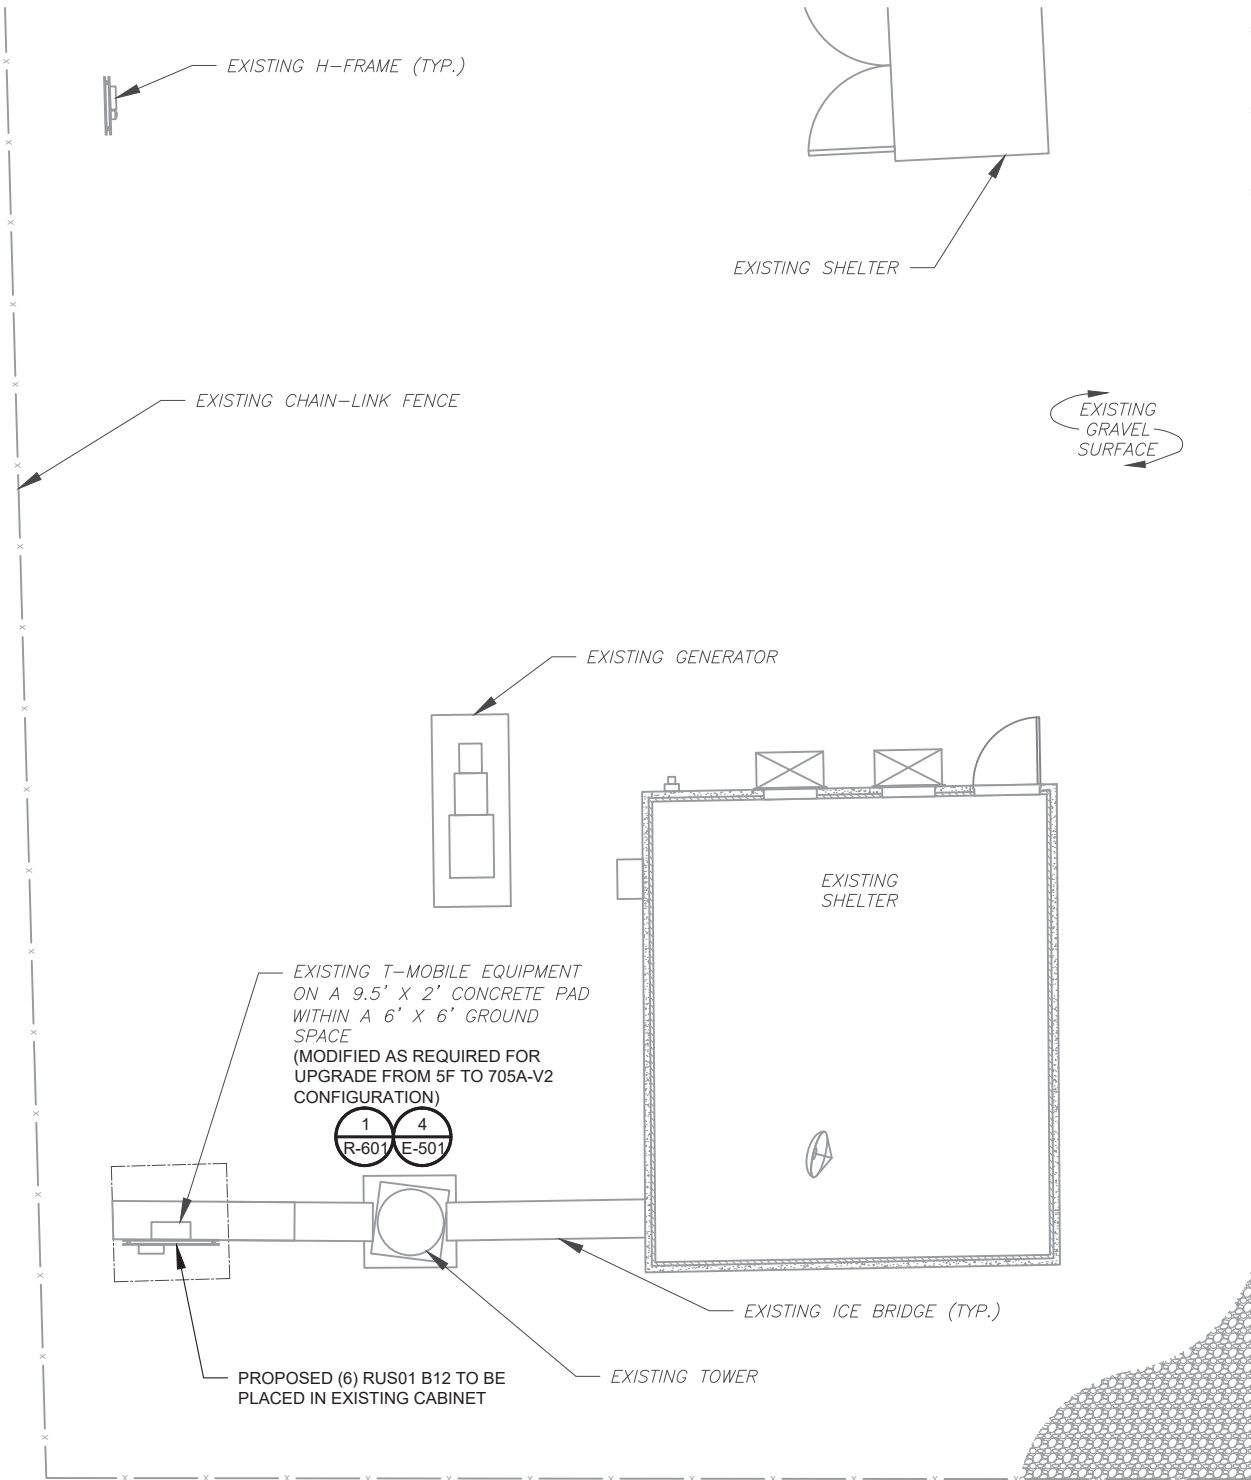 EXISTING H-FRAME (TYP.)
EXISTING SHELTER
EXISTING CHAIN-LINK FENCE
EXISTING
GRAVEL
SURFACE
EXISTING GENERATOR
EXISTING
SHELTER
EXISTING T-MOBILE EQUIPMENT
ON A 9.5' X 2' CONCRETE PAD
WITHIN A 6' X 6' GROUND
SPACE
(MODIFIED AS REQUIRED FOR
UPGRADE FROM 5F TO 705A-V2
CONFIGURATION)
1
R-601
4
E-501
EXISTING ICE BRIDGE (TYP.)
EXISTING TOWER
PROPOSED (6) RUS01 B12 TO BE
PLACED IN EXISTING CABINET